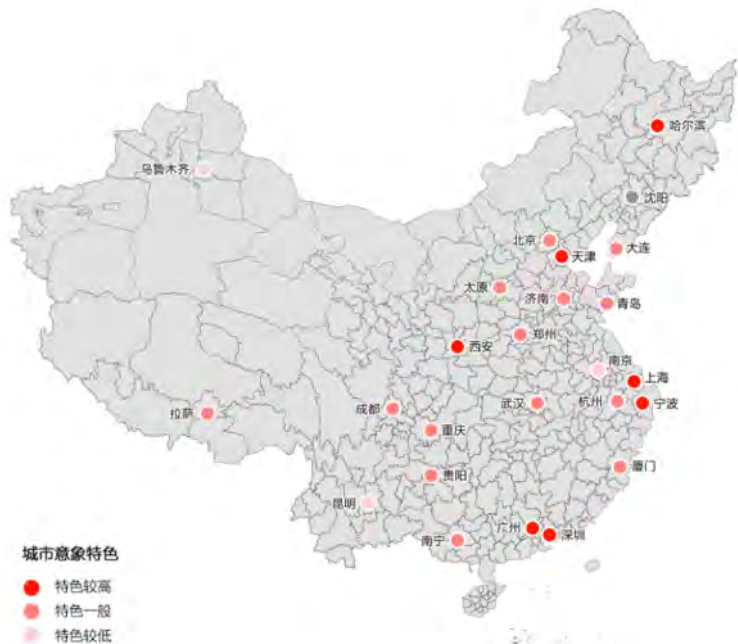 哈尔滨
乌鲁木齐
沈阳
北京
大连
天津
太原
济南
青岛
郑州
西安
南京
上海
拉萨
成都
武汉
杭州
宁波
重庆
厦门
贵阳
昆明
广州
深圳
南宁
城市意象特色
特色较高
特色一般
特色较低